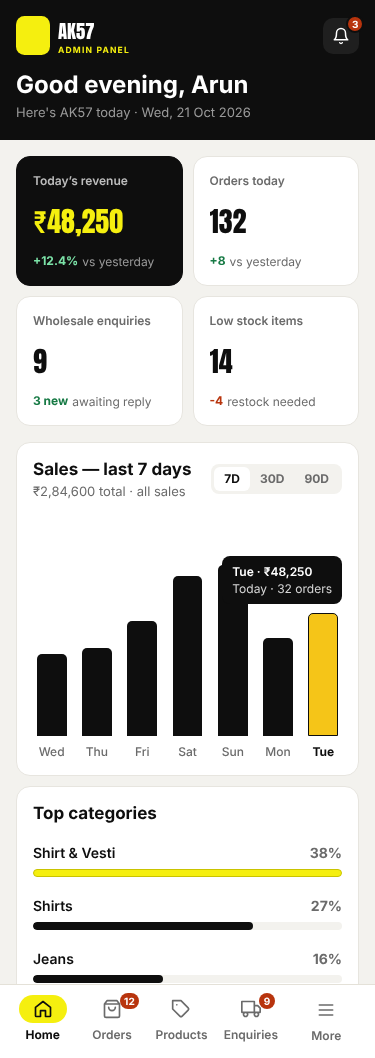 AK57
ADMIN PANEL
3
Good evening, Arun
Here's AK57 today · Wed, 21 Oct 2026
Today's revenue
₹48,250
+12.4% vs yesterday
Orders today
132
+8 vs yesterday
Wholesale enquiries
9
3 new awaiting reply
Low stock items
14
-4 restock needed
Sales — last 7 days
₹2,84,600 total · all sales
7D 30D 90D
Tue · ₹48,250
Today · 32 orders
Wed Thu Fri Sat Sun Mon Tue
Top categories
Shirt & Vesti 38%
Shirts 27%
Jeans 16%
12 9
Home Orders Products Enquiries More